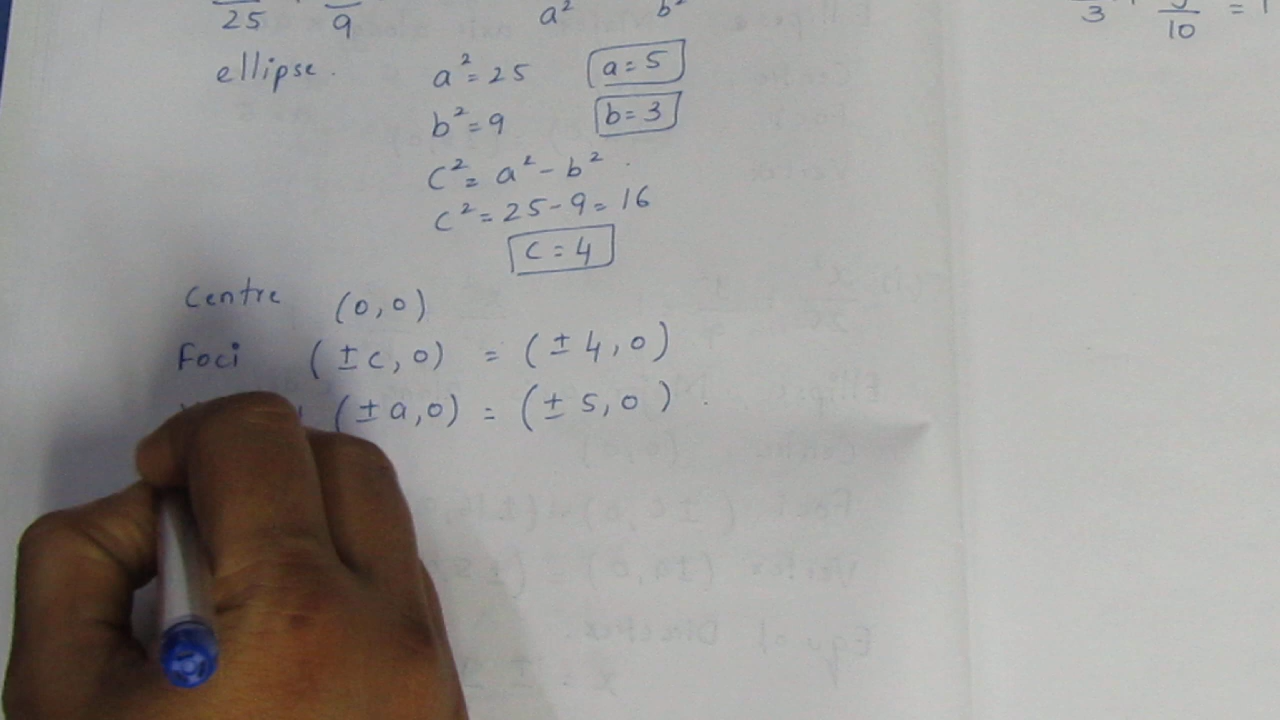 25 9 a² b²
ellipse.
a² = 25 a = 5
b² = 9 b = 3
c² = a² - b².
c² = 25 - 9 = 16
c = 4
Centre (0,0)
Foci (±c, 0) = (±4, 0)
(±a, 0) = (±5, 0).
3 10 = 1